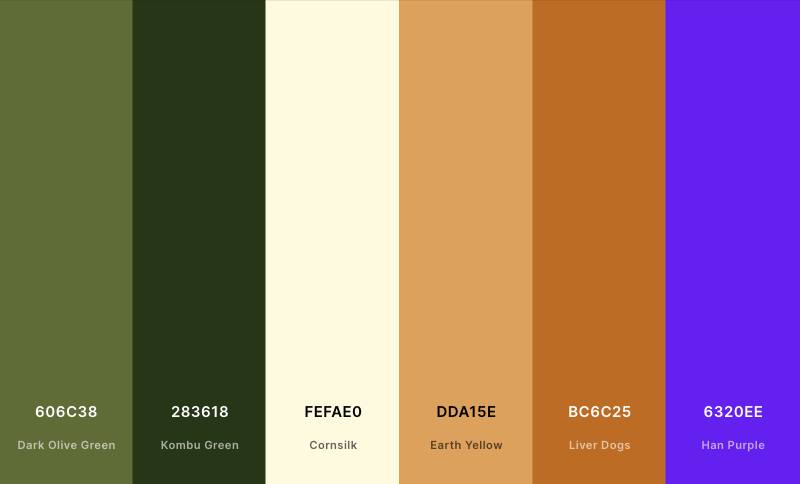 606C38
Dark Olive Green
283618
Kombu Green
FEFAE0
Cornsilk
DDA15E
Earth Yellow
BC6C25
Liver Dogs
6320EE
Han Purple